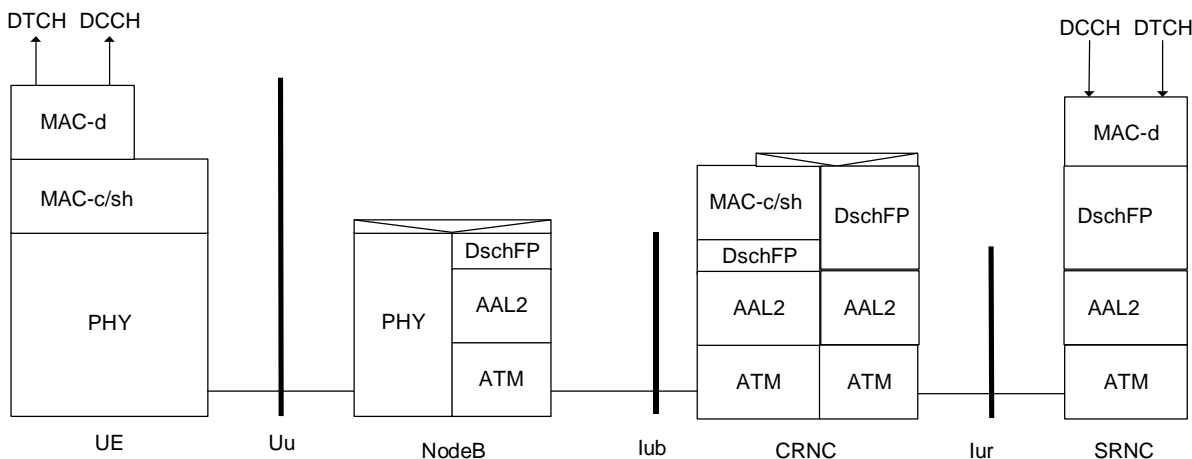 DTCH DCCH
DCCH DTCH
MAC-d
MAC-d
MAC-c/sh
MAC-c/sh
DschFP
DschFP
DschFP
DschFP
PHY
PHY
AAL2
AAL2
AAL2
AAL2
ATM
ATM
ATM
ATM
UE
Uu
NodeB
Iub
CRNC
Iur
SRNC